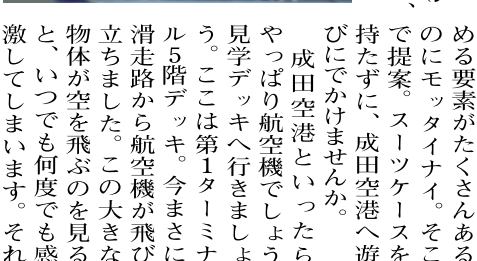 める要素がたくさんある
のにモッタイナイ。そこ
で提案。スーツケースを
持たずに、成田空港へ遊
びにでかけませんか。
成田空港といったら
やっぱり航空機でしょう
見学デッキへ行きましょ
う。ここは第1ターミナ
ル5階デッキ。今まさに
滑走路から航空機が飛び
立ちました。この大きな
物体が空を飛ぶのを見る
と、いつでも何度でも感
激してしまいます。それ